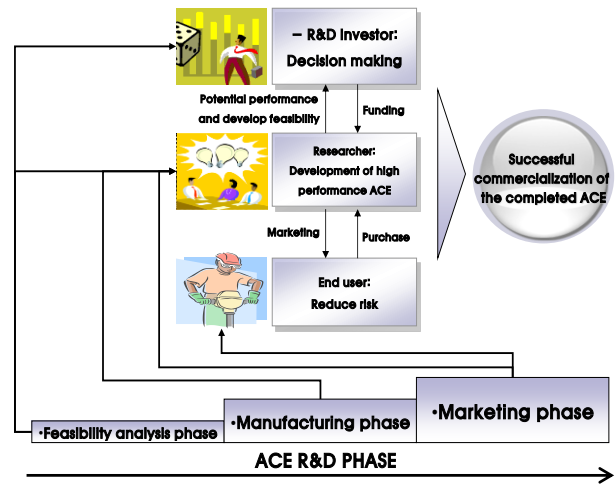 – R&D investor:
Decision making
Potential performance
and develop feasibility
Funding
Researcher:
Development of high
performance ACE
Successful
commercialization of
the completed ACE
Marketing
Purchase
End user:
Reduce risk
•Feasibility analysis phase
•Manufacturing phase
•Marketing phase
ACE R&D PHASE